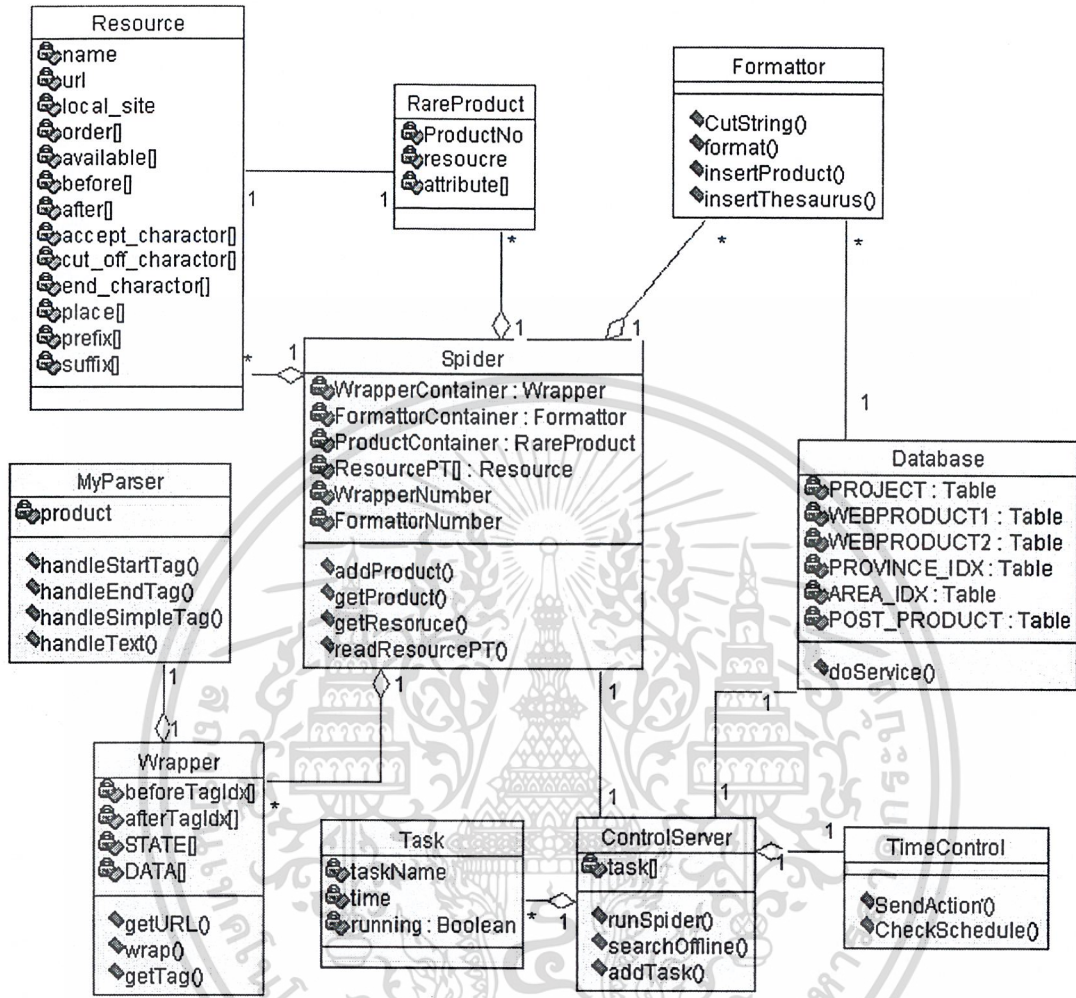 Resource
name
url
local_site
order[]
available[]
before[]
after[]
accept_charactor[]
cut_off_charactor[]
end_charactor[]
place[]
prefix[]
suffix[]
RareProduct
ProductNo
resoucre
attribute[]
Formattor
CutString()
format()
insertProduct()
insertThesaurus()
1
1
*
1
*
1
*
1
*
1
Spider
WrapperContainer : Wrapper
FormattorContainer : Formattor
ProductContainer : RareProduct
ResourcePT[] : Resource
WrapperNumber
FormattorNumber
addProduct()
getProduct()
getResoruce()
readResourcePT()
MyParser
product
handleStartTag()
handleEndTag()
handleSimpleTag()
handleText()
Database
PROJECT : Table
WEBPRODUCT1 : Table
WEBPRODUCT2 : Table
PROVINCE_IDX : Table
AREA_IDX : Table
POST_PRODUCT : Table
doService()
1
1
1
*
1
1
1
1
Wrapper
beforeTagIdx[]
afterTagIdx[]
STATE[]
DATA[]
getURL()
wrap()
getTag()
Task
taskName
time
running : Boolean
*
1
ControlServer
task[]
runSpider()
searchOffline()
addTask()
1
1
TimeControl
SendAction()
CheckSchedule()